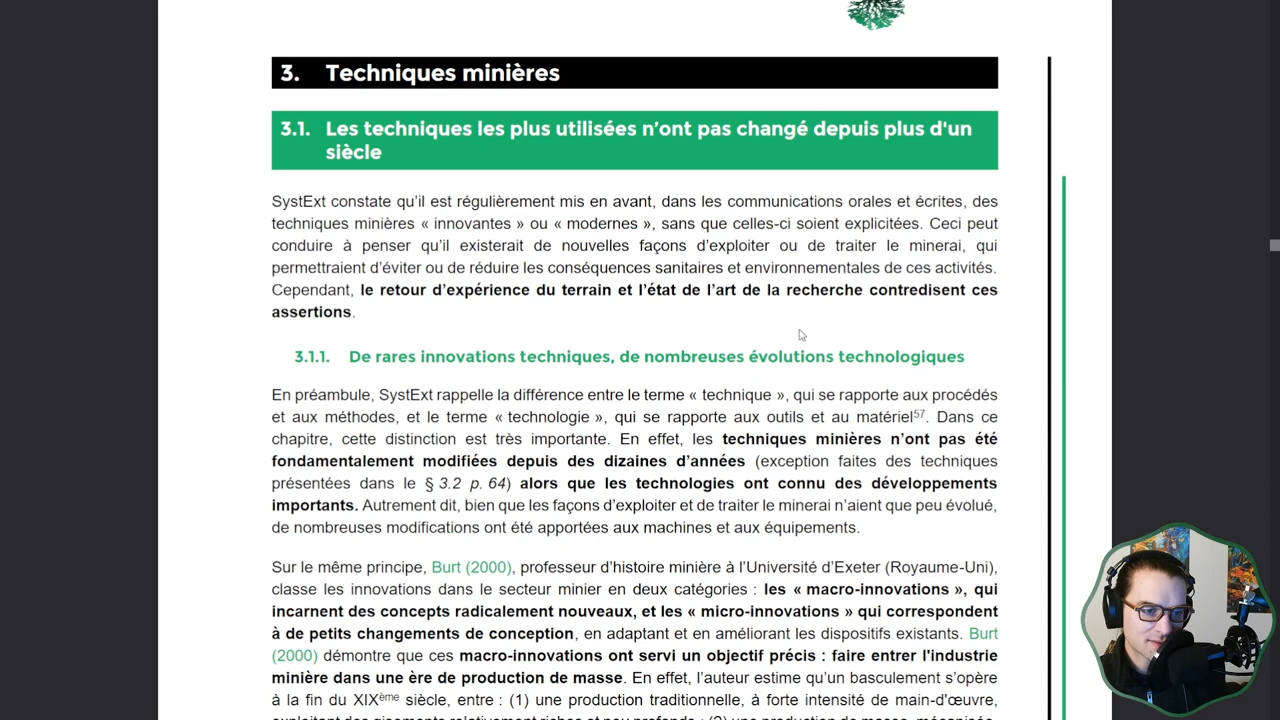 3. Techniques minières
3.1. Les techniques les plus utilisées n’ont pas changé depuis plus d'un
siècle
SystExt constate qu’il est régulièrement mis en avant, dans les communications orales et écrites, des
techniques minières « innovantes » ou « modernes », sans que celles-ci soient explicitées. Ceci peut
conduire à penser qu’il existerait de nouvelles façons d’exploiter ou de traiter le minerai, qui
permettraient d’éviter ou de réduire les conséquences sanitaires et environnementales de ces activités.
Cependant, le retour d’expérience du terrain et l’état de l’art de la recherche contredisent ces
assertions.
3.1.1. De rares innovations techniques, de nombreuses évolutions technologiques
En préambule, SystExt rappelle la différence entre le terme « technique », qui se rapporte aux procédés
et aux méthodes, et le terme « technologie », qui se rapporte aux outils et au matériel57. Dans ce
chapitre, cette distinction est très importante. En effet, les techniques minières n’ont pas été
fondamentalement modifiées depuis des dizaines d’années (exception faites des techniques
présentées dans le § 3.2 p. 64) alors que les technologies ont connu des développements
importants. Autrement dit, bien que les façons d’exploiter et de traiter le minerai n’aient que peu évolué,
de nombreuses modifications ont été apportées aux machines et aux équipements.
Sur le même principe, Burt (2000), professeur d’histoire minière à l’Université d’Exeter (Royaume-Uni),
classe les innovations dans le secteur minier en deux catégories : les « macro-innovations », qui
incarnent des concepts radicalement nouveaux, et les « micro-innovations » qui correspondent
à de petits changements de conception, en adaptant et en améliorant les dispositifs existants. Burt
(2000) démontre que ces macro-innovations ont servi un objectif précis : faire entrer l'industrie
minière dans une ère de production de masse. En effet, l’auteur estime qu’un basculement s’opère
à la fin du XIXème siècle, entre : (1) une production traditionnelle, à forte intensité de main-d'œuvre,
exploitant des gisements relativement riches et peu profonds ; (2) une production de masse, mécanisée,